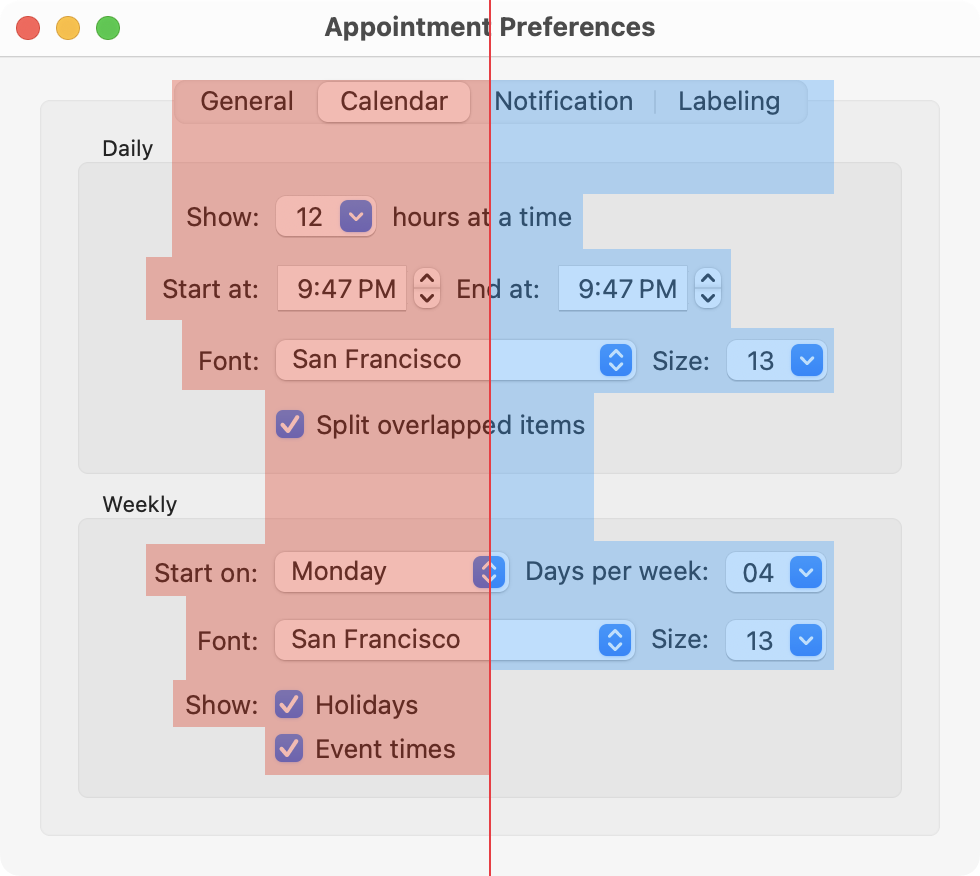 Appointment Preferences
General Calendar Notification Labeling
Daily
Show: 12 hours at a time
Start at: 9:47 PM End at: 9:47 PM
Font: San Francisco Size: 13
Split overlapped items
Weekly
Start on: Monday Days per week: 04
Font: San Francisco Size: 13
Show: Holidays
Event times